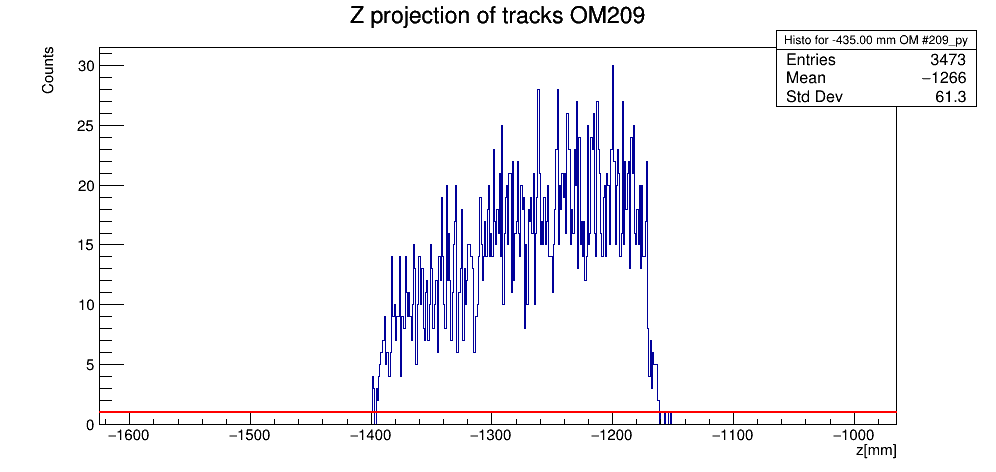 Z projection of tracks OM209
Histo for -435.00 mm OM #209_py
Entries 3473
Mean −1266
Std Dev 61.3
Counts
30
25
20
15
10
5
0
−1600 −1500 −1400 −1300 −1200 −1100 −1000
z[mm]